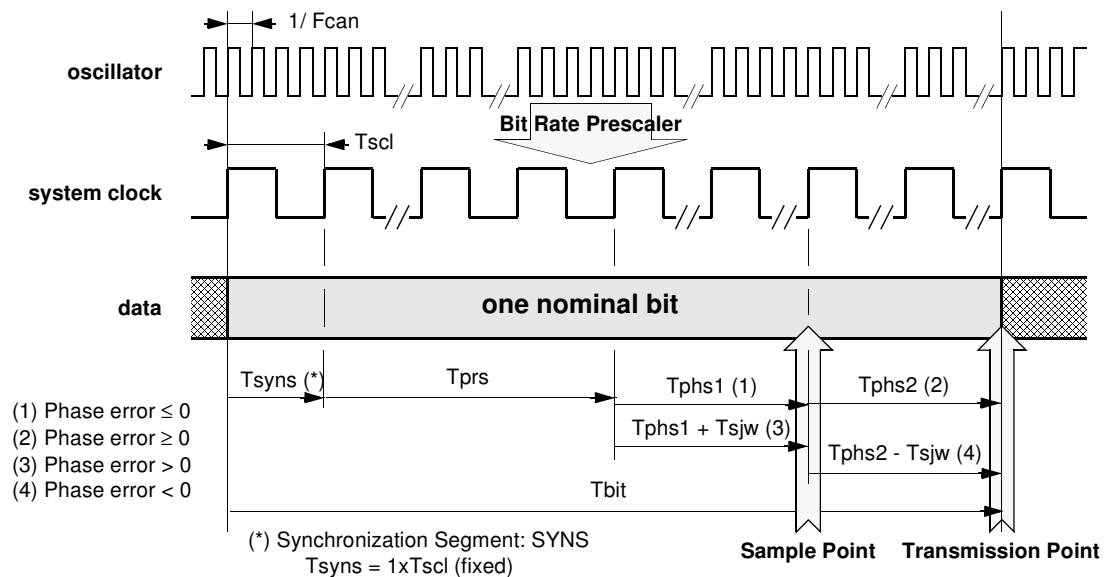 1/ Fcan
oscillator
Bit Rate Prescaler
Tscl
system clock
data
one nominal bit
Tsyns (*)
Tprs
Tphs1 (1)
Tphs2 (2)
(1) Phase error ≤ 0
(2) Phase error ≥ 0
(3) Phase error > 0
(4) Phase error < 0
Tphs1 + Tsjw (3)
Tphs2 - Tsjw (4)
Tbit
(*) Synchronization Segment: SYNS
Tsyns = 1xTscl (fixed)
Sample Point
Transmission Point